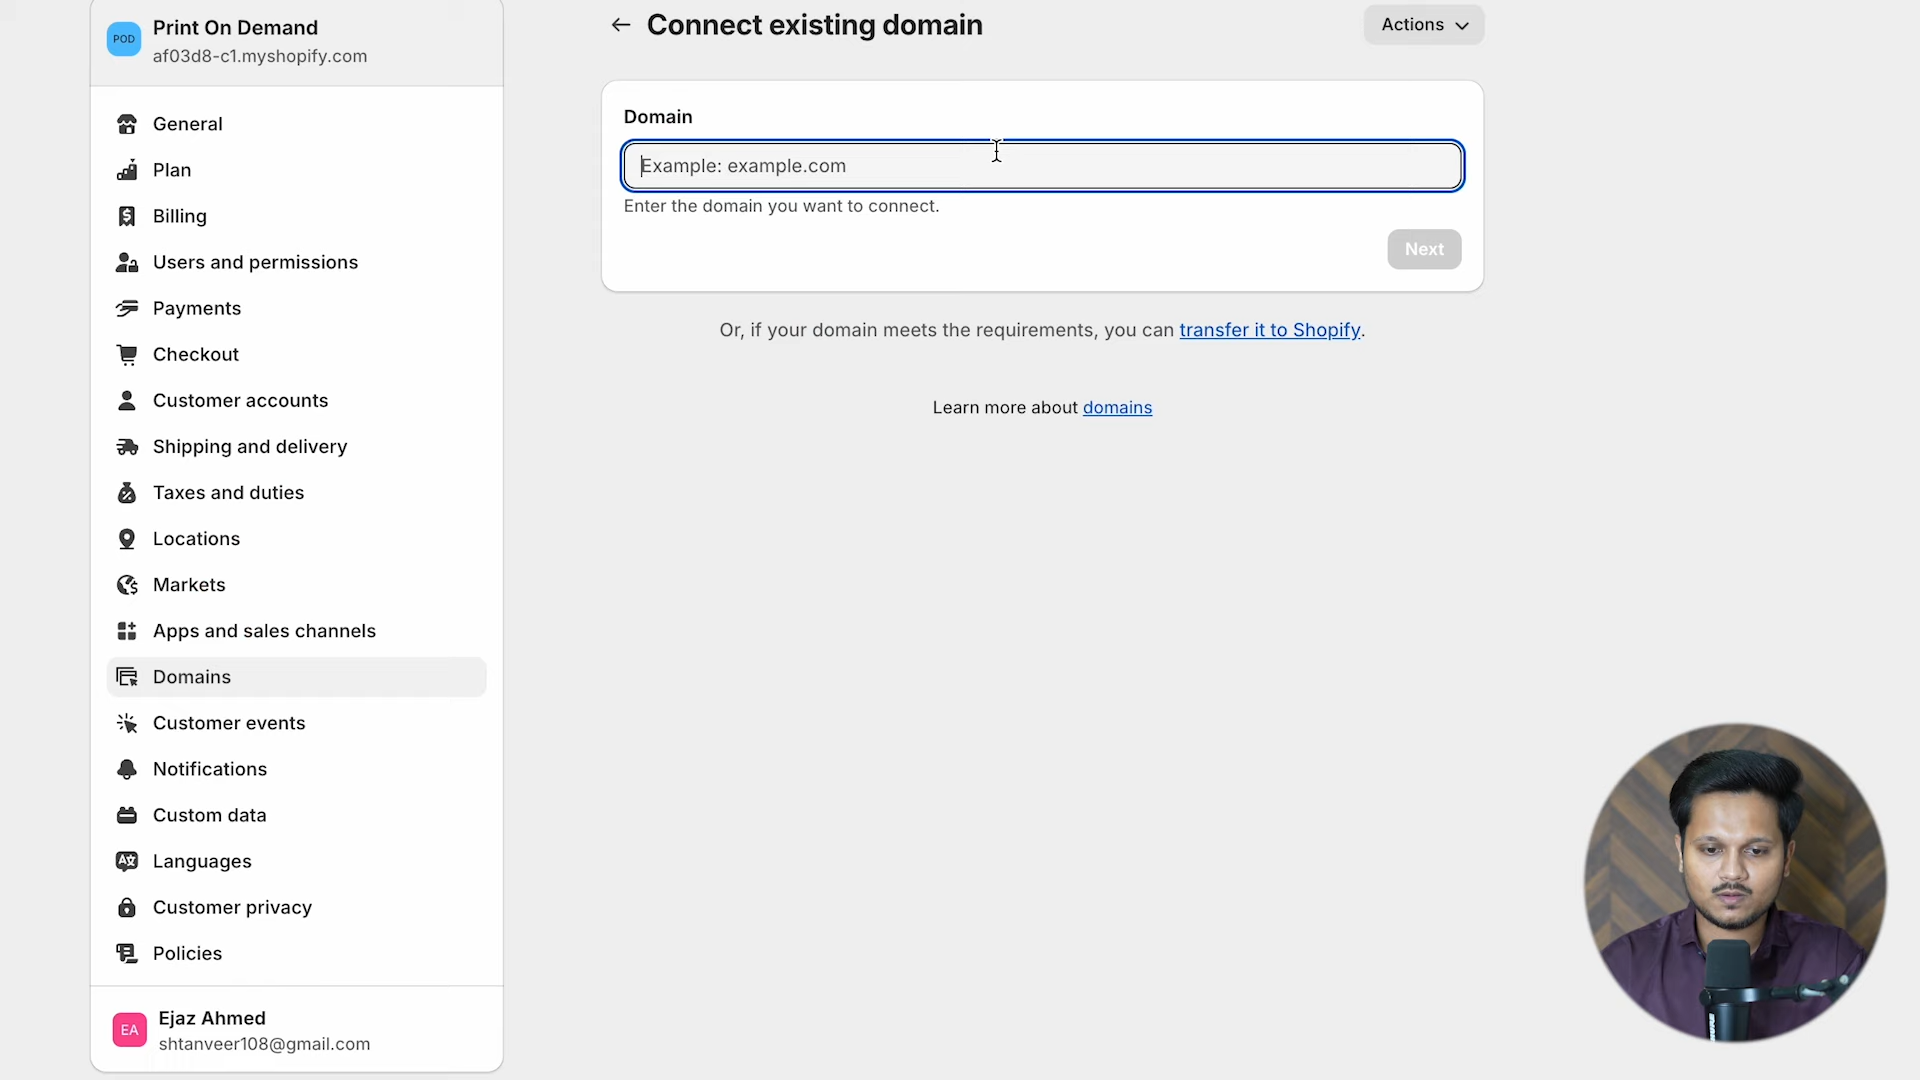 POD
Print On Demand
af03d8-c1.myshopify.com
General
Plan
Billing
Users and permissions
Payments
Checkout
Customer accounts
Shipping and delivery
Taxes and duties
Locations
Markets
Apps and sales channels
Domains
Customer events
Notifications
Custom data
Languages
Customer privacy
Policies
EA
Ejaz Ahmed
shtanveer108@gmail.com
Connect existing domain
Actions
Domain
Example: example.com
Enter the domain you want to connect.
Next
Or, if your domain meets the requirements, you can transfer it to Shopify.
Learn more about domains